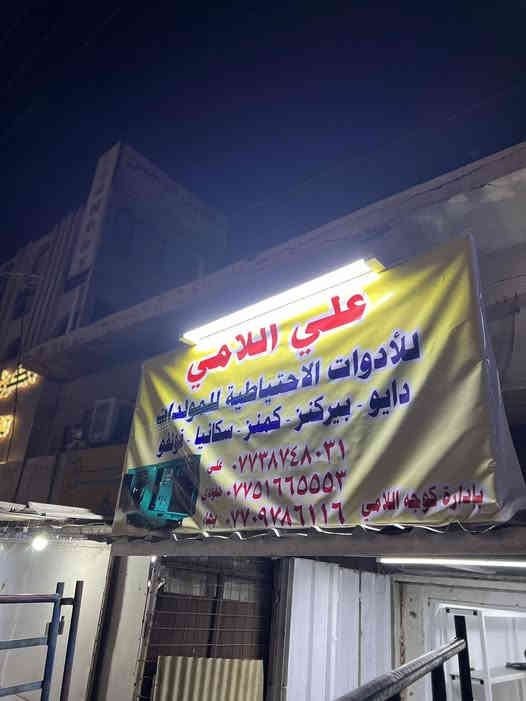 علي اللامي
للأدوات الاحتياطية للمولدات
دايو - بيركنز - كمنز - سكانيا - فولفو
٠٧٧٣٨٧٤٨٠٣١ علي
٠٧٧٥١٦٦٥٥٥٣
٠٧٧٠٩٧٨٦١١٦
بإدارة كوجه اللامي